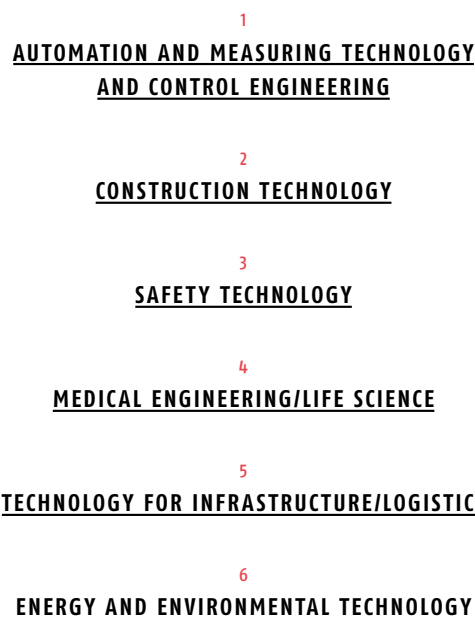 1
AUTOMATION AND MEASURING TECHNOLOGY
AND CONTROL ENGINEERING
2
CONSTRUCTION TECHNOLOGY
3
SAFETY TECHNOLOGY
4
MEDICAL ENGINEERING/LIFE SCIENCE
5
TECHNOLOGY FOR INFRASTRUCTURE/LOGISTIC
6
ENERGY AND ENVIRONMENTAL TECHNOLOGY